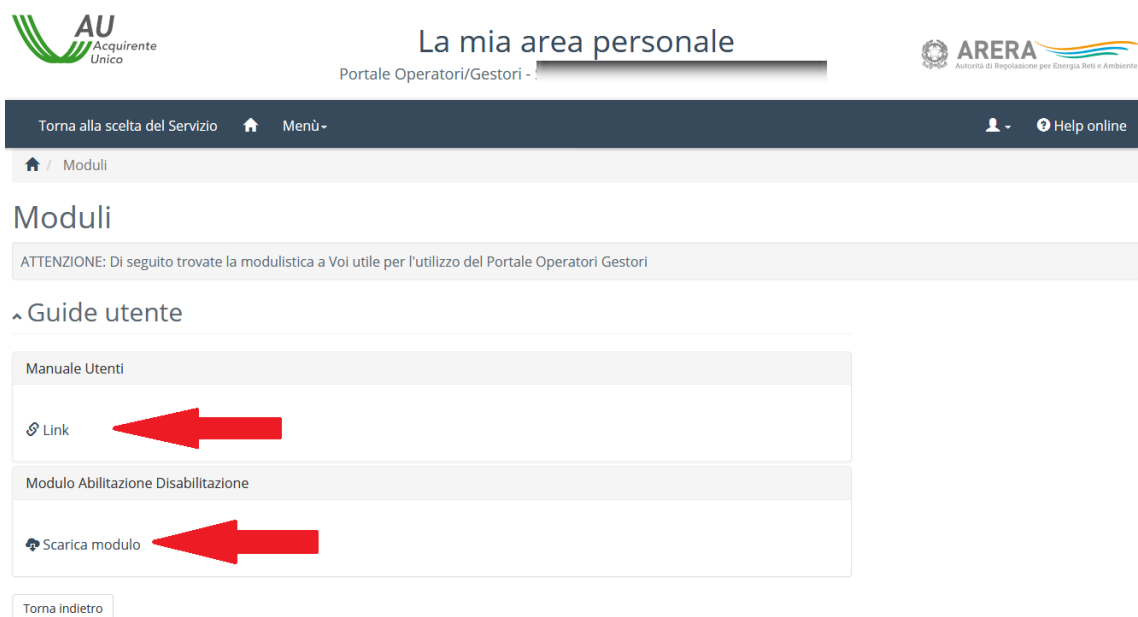 AU
Acquirente
Unico
La mia area personale
Portale Operatori/Gestori -
ARERA
Autorità di Regolazione per Energia Reti e Ambiente
Torna alla scelta del Servizio Menù
Help online
/ Moduli
Moduli
ATTENZIONE: Di seguito trovate la modulistica a Voi utile per l'utilizzo del Portale Operatori Gestori
Guide utente
Manuale Utenti
Link
Modulo Abilitazione Disabilitazione
Scarica modulo
Torna indietro